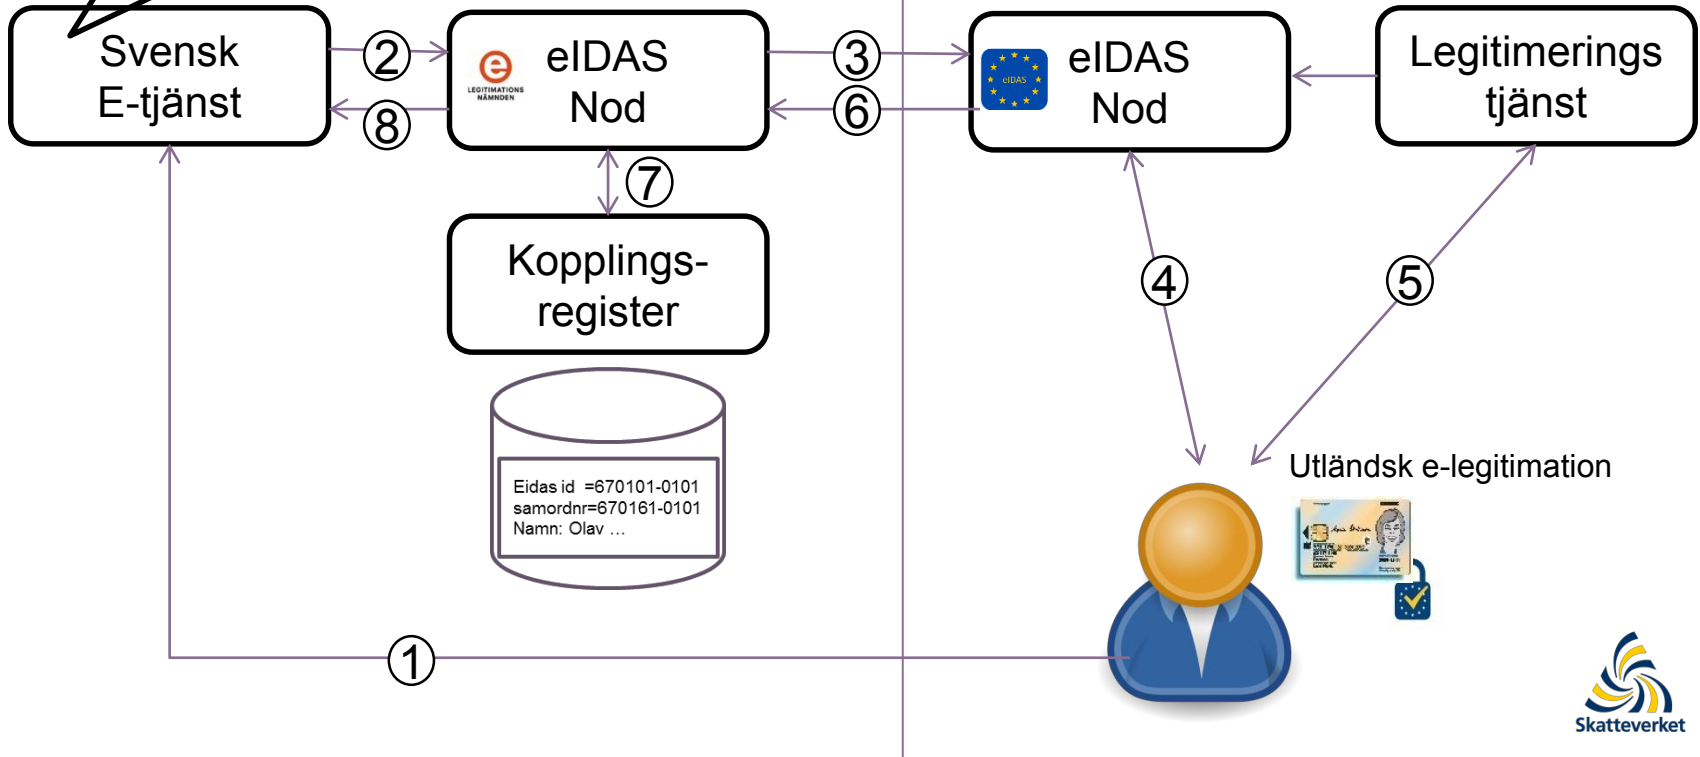 Svensk
E-tjänst
2
8
e
LEGITIMATIONS
NÄMNDEN
eIDAS
Nod
3
6
eIDAS
eIDAS
Nod
Legitimerings
tjänst
7
Kopplings-
register
4
5
Eidas id =670101-0101
samordnr=670161-0101
Namn: Olav ...
Utländsk e-legitimation
1
Skatteverket